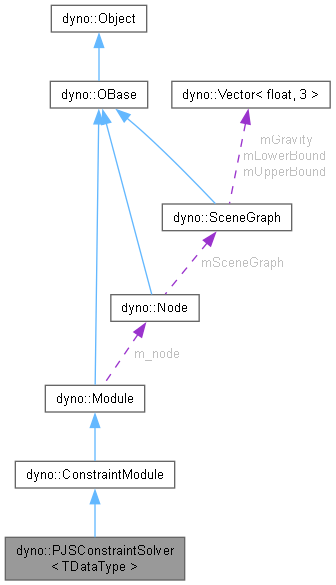 dyno::Object
dyno::OBase
dyno::Vector< float, 3 >
mGravity
mLowerBound
mUpperBound
dyno::SceneGraph
mSceneGraph
dyno::Node
m_node
dyno::Module
dyno::ConstraintModule
dyno::PJSConstraintSolver
< TDataType >